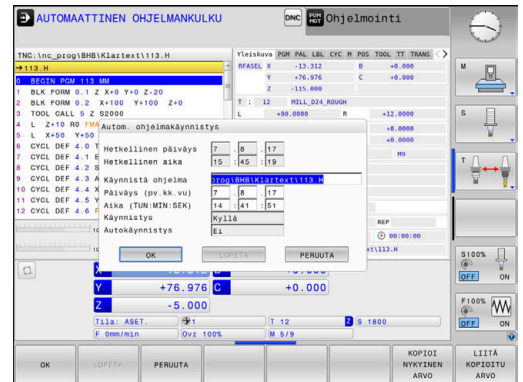 AUTOMAATTINEN OHJELMANKULKU
DNC
Ohjelmointi
TNC:\nc_prog\BHB\Klartext\113.H
→113.H
0 BEGIN PGM 113 MM
1 BLK FORM 0.1 Z X+0 Y+0 Z-20
2 BLK FORM 0.2 X+100 Y+100 Z+0
3 TOOL CALL 5 Z S2000
4 L Z+10 R0 FMA
5 L X+50 Y+50
6 CYCL DEF 4.0 T
7 CYCL DEF 4.1 E
8 CYCL DEF 4.2 S
9 CYCL DEF 4.3 A
10 CYCL DEF 4.4 X
11 CYCL DEF 4.5 Y
12 CYCL DEF 4.6 F
Yleiskuva PGM PAL LBL CYC M POS TOOL TT TRANS
RFASEL X -13.312 B +0.000
Y +76.976 C +0.000
Z -115.000
T : 12 MILL_D24_ROUGH
L +90.0000 R +12.0000
+0.0000
+0.0000
M9
REP
00:00:00
xt\113.H
Autom. ohjelmakäynnistys
Hetkellinen päiväys 7 .8 .17
Hetkellinen aika 15 :45 :19
Käynnistä ohjelma prog\BHB\Klartext\113.H
Päiväys (pv.kk.vu) 7 .8 .17
Aika (TUN:MIN:SEK) 14 :41 :51
Käynnistys Kyllä
Autokäynnistys Ei
OK LOPETA PERUUTA
Y +76.976 C +0.000
Z -5.000
Tila: ASET. 1 T 12 Z S 1800
F 0mm/min Ovr 100% M 5/9
M
S
T
S100%
OFF ON
F100%
OFF ON
OK
LOPETA
PERUUTA
KOPIOI
NYKYINEN
ARVO
LIITÄ
KOPIOITU
ARVO